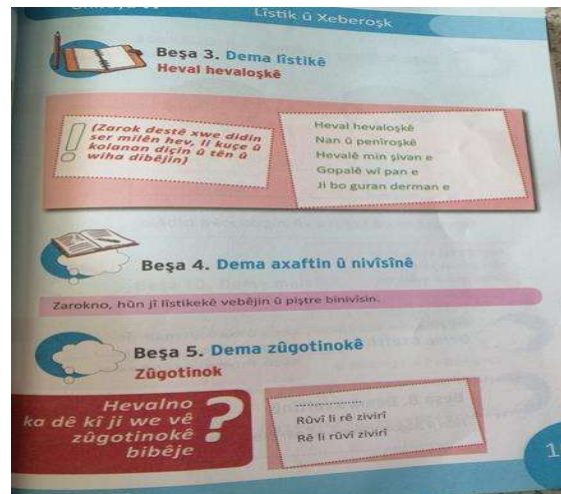 Lîstik û Xeberoşk
Beşa 3. Dema lîstikê
Heval hevaloşkê
(Zarok destê xwe didin
ser milên hev, li kuçe û
kolanan diçin û tên û
wiha dibêjin)
Heval hevaloşkê
Nan û penîroşkê
Hevalê min şivan e
Gopalê wî pan e
Ji bo guran derman e
Beşa 4. Dema axaftin û nivîsînê
Zarokno, hûn jî lîstikekê vebêjin û piştre binivîsin.
Beşa 5. Dema zûgotinokê
Zûgotinok
Hevalno
ka dê kî ji we vê
zûgotinokê
bibêje
?
....................
Rûvî li rê zivirî
Rê li rûvî zivirî